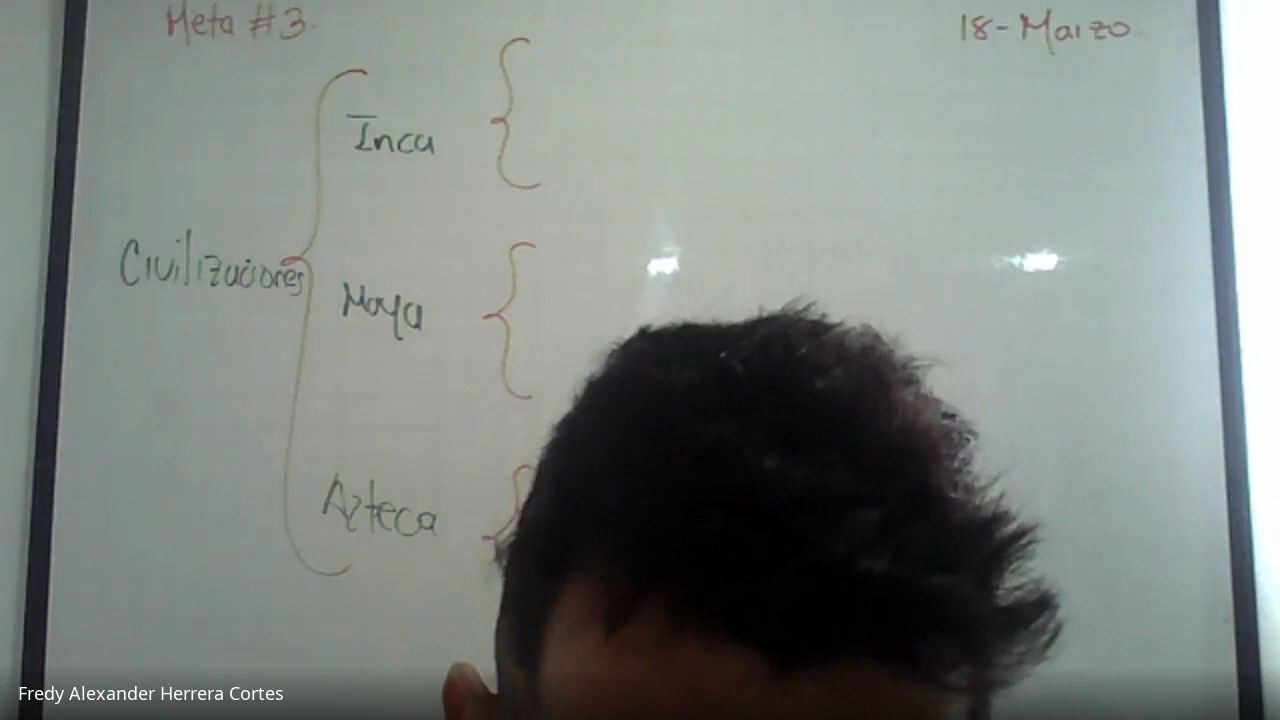 Meta #3.
18-Marzo
Inca
Civilizaciones
Maya
Azteca
Fredy Alexander Herrera Cortes